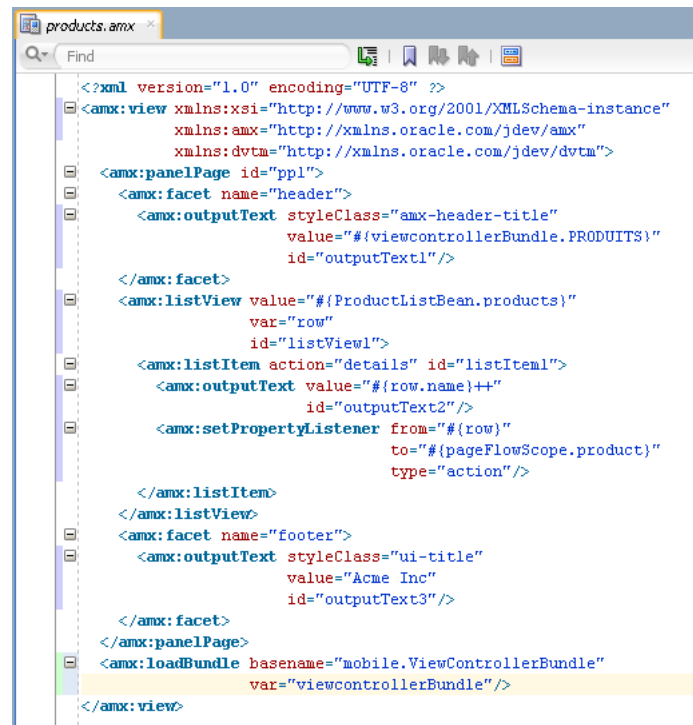 products.amx
Find
<?xml version="1.0" encoding="UTF-8" ?>
<amx:view xmlns:xsi="http://www.w3.org/2001/XMLSchema-instance"
xmlns:amx="http://xmlns.oracle.com/jdev/amx"
xmlns:dvtm="http://xmlns.oracle.com/jdev/dvtm">
<amx:panelPage id="pp1">
<amx:facet name="header">
<amx:outputText styleClass="amx-header-title"
value="#{viewcontrollerBundle.PRODUITS}"
id="outputText1"/>
</amx:facet>
<amx:listView value="#{ProductListBean.products}"
var="row"
id="listView1">
<amx:listItem action="details" id="listItem1">
<amx:outputText value="#{row.name}++"
id="outputText2"/>
<amx:setPropertyListener from="#{row}"
to="#{pageFlowScope.product}"
type="action"/>
</amx:listItem>
</amx:listView>
<amx:facet name="footer">
<amx:outputText styleClass="ui-title"
value="Acme Inc"
id="outputText3"/>
</amx:facet>
</amx:panelPage>
<amx:loadBundle basename="mobile.ViewControllerBundle"
var="viewcontrollerBundle"/>
</amx:view>